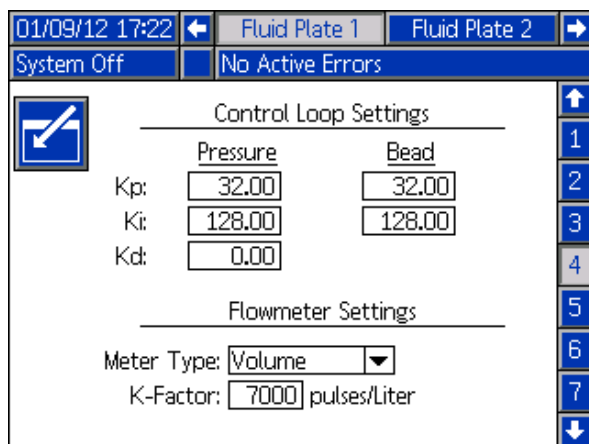 01/09/12 17:22 Fluid Plate 1 Fluid Plate 2
System Off No Active Errors
Control Loop Settings
Pressure Bead
Kp: 32.00 32.00
Ki: 128.00 128.00
Kd: 0.00
Flowmeter Settings
Meter Type: Volume
K-Factor: 7000 pulses/Liter
1
2
3
4
5
6
7